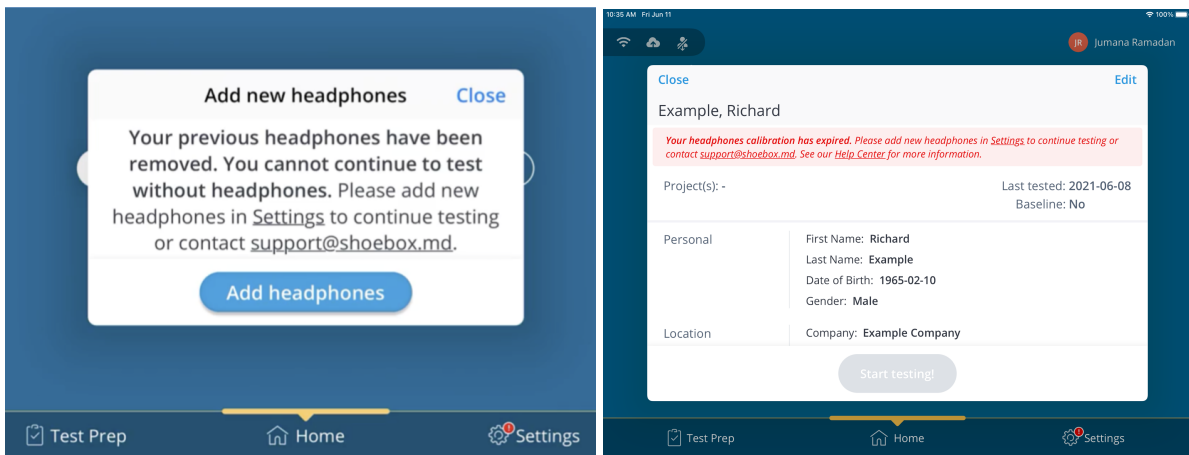 Add new headphones
Close
Your previous headphones have been
removed. You cannot continue to test
without headphones. Please add new
headphones in Settings to continue testing
or contact support@shoebox.md.
Add headphones
Test Prep
Home
Settings
10:35 AM Fri Jun 11
100%
JR
Jumana Ramadan
Close
Edit
Example, Richard
Your headphones calibration has expired. Please add new headphones in Settings to continue testing or
contact support@shoebox.md. See our Help Center for more information.
Project(s): -
Last tested: 2021-06-08
Baseline: No
Personal
First Name: Richard
Last Name: Example
Date of Birth: 1965-02-10
Gender: Male
Location
Company: Example Company
Start testing!
Test Prep
Home
Settings